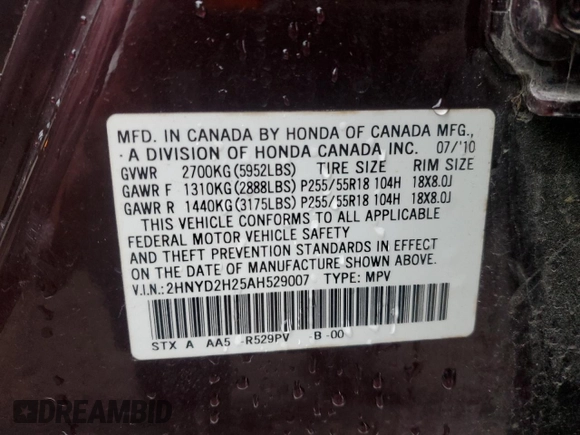 MFD. IN CANADA BY HONDA OF CANADA MFG.,
A DIVISION OF HONDA CANADA INC. 07/'10
GVWR 2700KG(5952LBS) TIRE SIZE RIM SIZE
GAWR F 1310KG(2888LBS) P255/55R18 104H 18X8.0J
GAWR R 1440KG(3175LBS) P255/55R18 104H 18X8.0J
THIS VEHICLE CONFORMS TO ALL APPLICABLE
FEDERAL MOTOR VEHICLE SAFETY
AND THEFT PREVENTION STANDARDS IN EFFECT
ON THE DATE OF MANUFACTURE SHOWN ABOVE.
V.I.N.:2HNYD2H25AH529007 TYPE: MPV
STX A AA5 -R529PV -B-00
DREAMBID